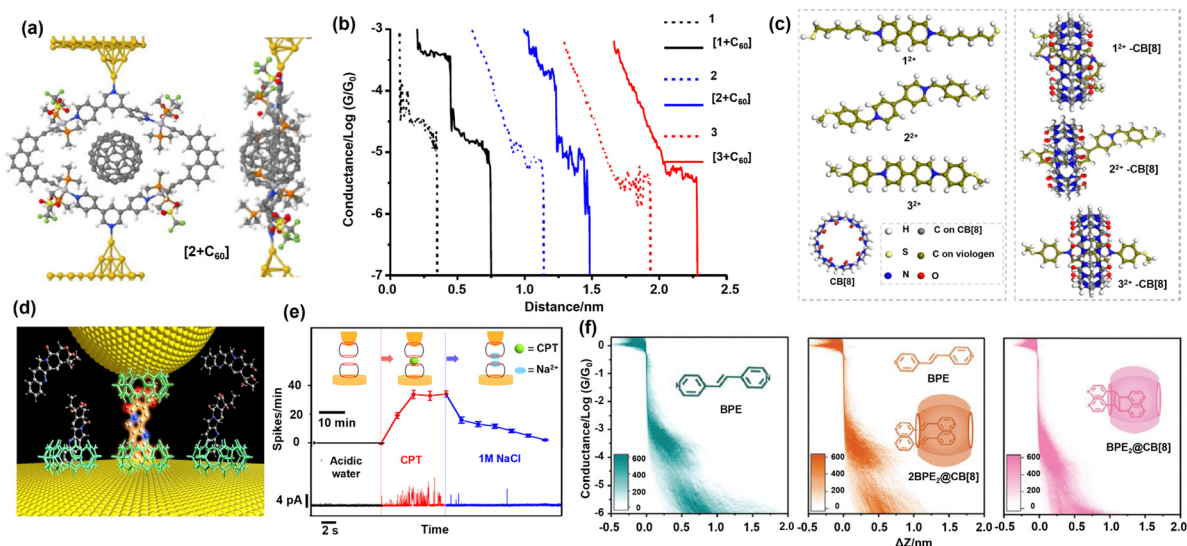 (a)
[2+C₆₀]
(b)
Conductance/Log (G/G₀)
-3
-4
-5
-6
-7
0.0
0.5
1.0
1.5
2.0
2.5
Distance/nm
1
[1+C₆₀]
2
[2+C₆₀]
3
[3+C₆₀]
(c)
1²⁺
2²⁺
3²⁺
CB[8]
H
C on CB[8]
S
C on viologen
N
O
1²⁺ -CB[8]
2²⁺ -CB[8]
3²⁺ -CB[8]
(d)
(e)
= CPT
= Na²⁺
Spikes/min
40
20
0
10 min
Acidic
water
CPT
1M NaCl
4 pA
2 s
Time
(f)
Conductance/Log (G/G₀)
0
-1
-2
-3
-4
-5
-6
BPE
600
400
200
0
0.0
0.5
1.0
1.5
2.0
BPE
2BPE₂@CB[8]
600
400
200
0
0.0
0.5
1.0
1.5
2.0
ΔZ/nm
BPE₂@CB[8]
600
400
200
0
0.0
0.5
1.0
1.5
2.0